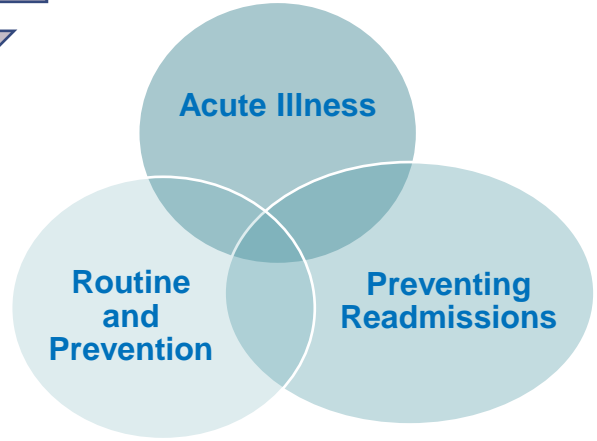 Acute Illness
Routine
and
Prevention
Preventing
Readmissions